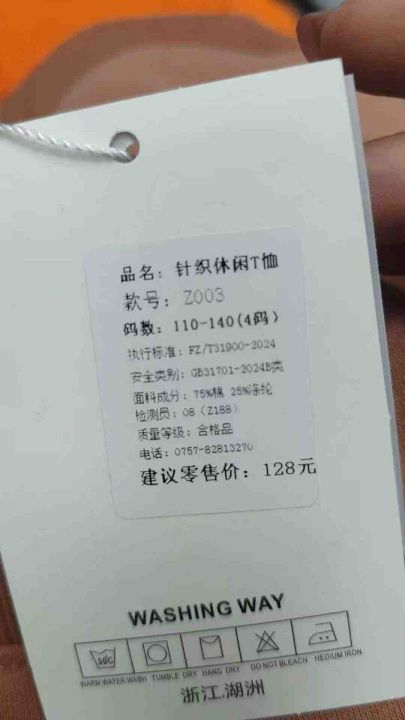 品名：针织休闲T恤
款号：Z003
码数：110-140(4码)
执行标准：FZ/T31900-2024
安全类别：GB31701-2024B类
面料成分：75%棉 25%涤纶
检测员：08（Z188）
质量等级：合格品
电话：0757-82813270
建议零售价：128元
WASHING WAY
30C
WARM WATER WASH TUMBLE DRY HANG DRY DO NOT BLEACH MEDIUM IRON
浙江.湖洲